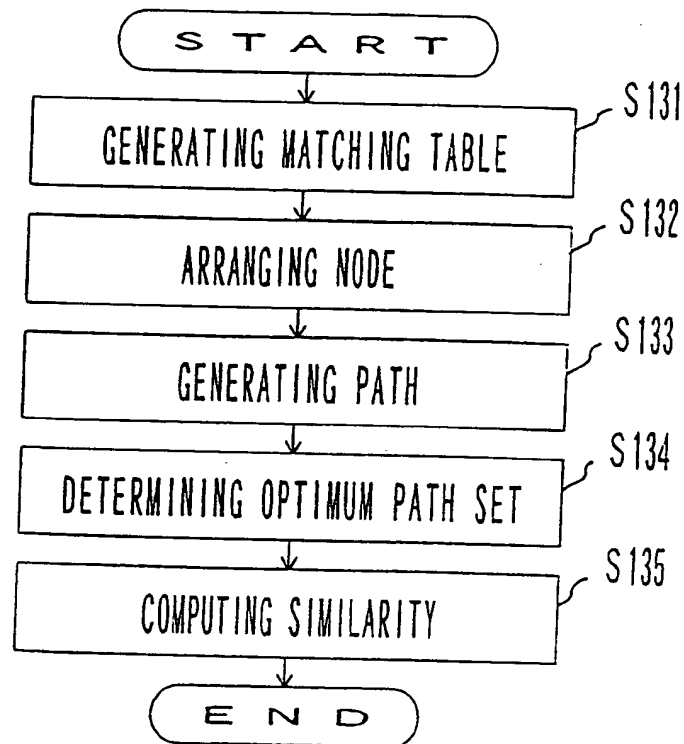 START
S131
GENERATING MATCHING TABLE
S132
ARRANGING NODE
S133
GENERATING PATH
S134
DETERMINING OPTIMUM PATH SET
S135
COMPUTING SIMILARITY
END